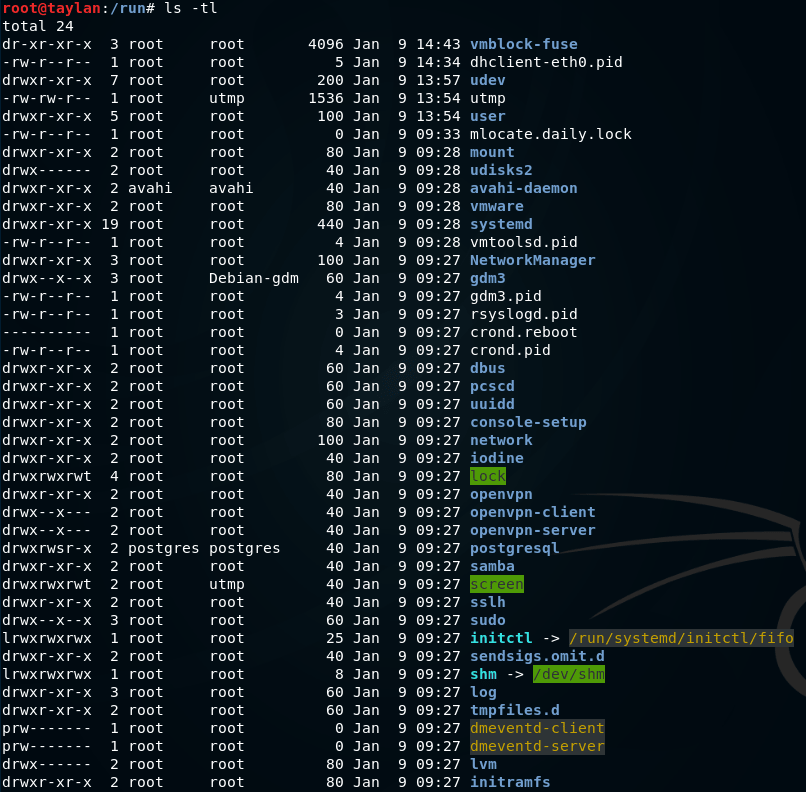 root@taylan:/run# ls -tl
total 24
dr-xr-xr-x  3 root     root       4096 Jan  9 14:43 vmblock-fuse
-rw-r--r--  1 root     root          5 Jan  9 14:34 dhclient-eth0.pid
drwxr-xr-x  7 root     root        200 Jan  9 13:57 udev
-rw-rw-r--  1 root     utmp       1536 Jan  9 13:54 utmp
drwxr-xr-x  5 root     root        100 Jan  9 13:54 user
-rw-r--r--  1 root     root          0 Jan  9 09:33 mlocate.daily.lock
drwxr-xr-x  2 root     root         80 Jan  9 09:28 mount
drwx------  2 root     root         40 Jan  9 09:28 udisks2
drwxr-xr-x  2 avahi    avahi        40 Jan  9 09:28 avahi-daemon
drwxr-xr-x  2 root     root         80 Jan  9 09:28 vmware
drwxr-xr-x 19 root     root        440 Jan  9 09:28 systemd
-rw-r--r--  1 root     root          4 Jan  9 09:28 vmtoolsd.pid
drwxr-xr-x  3 root     root        100 Jan  9 09:27 NetworkManager
drwx--x--x  3 root     Debian-gdm   60 Jan  9 09:27 gdm3
-rw-r--r--  1 root     root          4 Jan  9 09:27 gdm3.pid
-rw-r--r--  1 root     root          3 Jan  9 09:27 rsyslogd.pid
----------  1 root     root          0 Jan  9 09:27 crond.reboot
-rw-r--r--  1 root     root          4 Jan  9 09:27 crond.pid
drwxr-xr-x  2 root     root         60 Jan  9 09:27 dbus
drwxr-xr-x  2 root     root         60 Jan  9 09:27 pcscd
drwxr-xr-x  2 root     root         60 Jan  9 09:27 uuidd
drwxr-xr-x  2 root     root         80 Jan  9 09:27 console-setup
drwxr-xr-x  2 root     root        100 Jan  9 09:27 network
drwxr-xr-x  2 root     root         40 Jan  9 09:27 iodine
drwxrwxrwt  4 root     root         80 Jan  9 09:27 lock
drwxr-xr-x  2 root     root         40 Jan  9 09:27 openvpn
drwx--x---  2 root     root         40 Jan  9 09:27 openvpn-client
drwx--x---  2 root     root         40 Jan  9 09:27 openvpn-server
drwxrwsr-x  2 postgres postgres     40 Jan  9 09:27 postgresql
drwxr-xr-x  2 root     root         40 Jan  9 09:27 samba
drwxrwxrwt  2 root     utmp         40 Jan  9 09:27 screen
drwxr-xr-x  2 root     root         40 Jan  9 09:27 sslh
drwx--x--x  3 root     root         60 Jan  9 09:27 sudo
lrwxrwxrwx  1 root     root         25 Jan  9 09:27 initctl -> /run/systemd/initctl/fifo
drwxr-xr-x  2 root     root         40 Jan  9 09:27 sendsigs.omit.d
lrwxrwxrwx  1 root     root          8 Jan  9 09:27 shm -> /dev/shm
drwxr-xr-x  3 root     root         60 Jan  9 09:27 log
drwxr-xr-x  2 root     root         60 Jan  9 09:27 tmpfiles.d
prw-------  1 root     root          0 Jan  9 09:27 dmeventd-client
prw-------  1 root     root          0 Jan  9 09:27 dmeventd-server
drwx------  2 root     root         80 Jan  9 09:27 lvm
drwxr-xr-x  2 root     root         80 Jan  9 09:27 initramfs